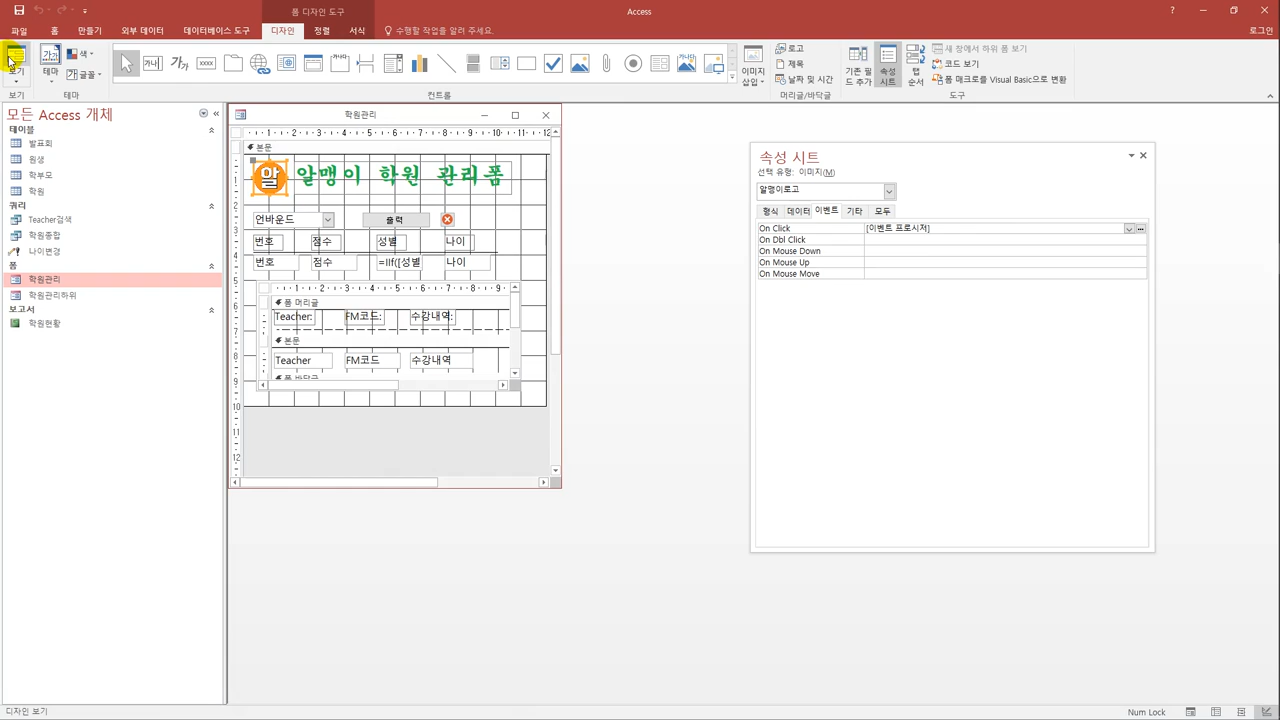 폼 디자인 도구
Access
?
로그인
파일 홈 만들기 외부 데이터 데이터베이스 도구 디자인 정렬 서식 수행할 작업을 알려 주세요.
보기
테마
색
글꼴
로고
제목
날짜 및 시간
이미지 삽입
기존 필드 추가
속성 시트
탭 순서
새 창에서 하위 폼 보기
코드 보기
폼 매크로를 Visual Basic으로 변환
보기 테마 컨트롤 머리글/바닥글 도구
모든 Access 개체
테이블
발표회
원생
학부모
학원
쿼리
Teacher검색
학원종합
나이변경
폼
학원관리
학원관리하위
보고서
학원현황
학원관리
본문
알 알맹이 학원 관리폼
언바운드 출력
번호 점수 성별 나이
번호 점수 =IIf([성별 나이
폼 머리글
Teacher: FM코드: 수강내역:
본문
Teacher FM코드 수강내역
폼 바닥글
속성 시트
선택 유형: 이미지(M)
알맹이로고
형식 데이터 이벤트 기타 모두
On Click [이벤트 프로시저]
On Dbl Click
On Mouse Down
On Mouse Up
On Mouse Move
디자인 보기
Num Lock